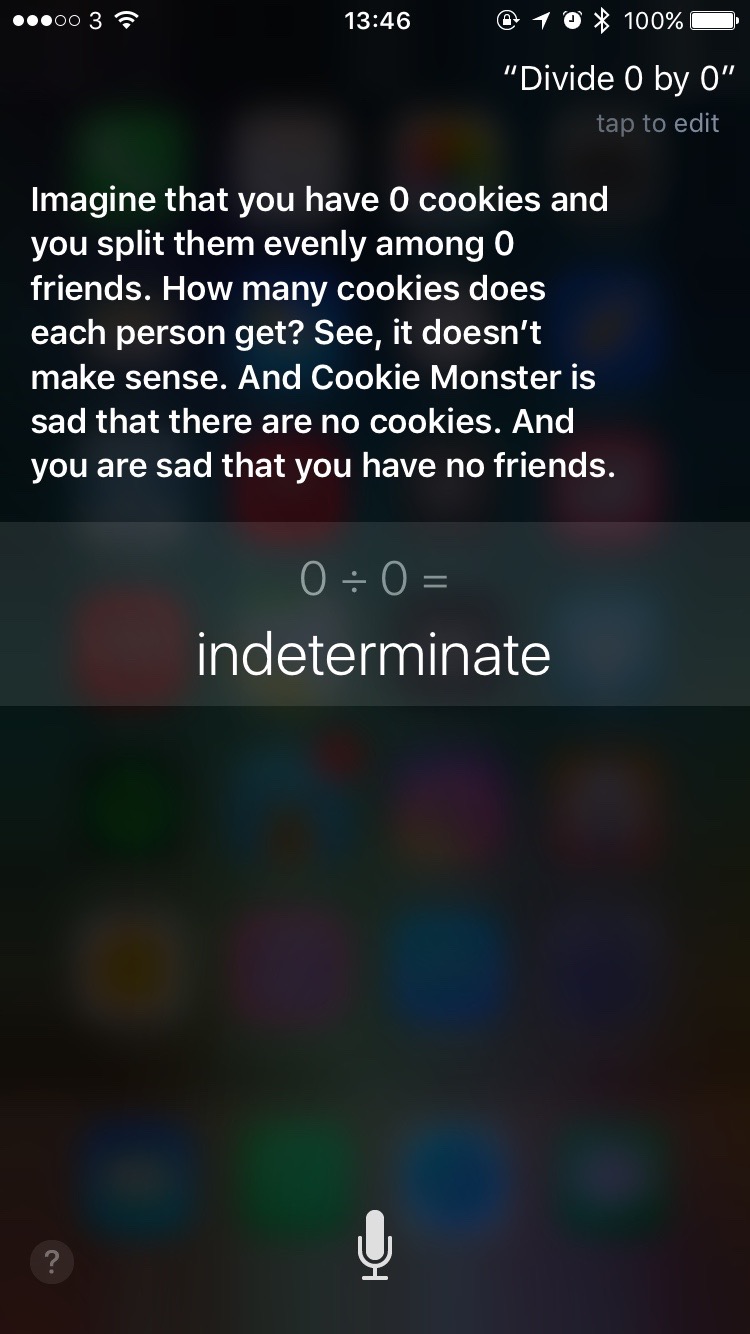 3 13:46 100%
“Divide 0 by 0”
tap to edit
Imagine that you have 0 cookies and
you split them evenly among 0
friends. How many cookies does
each person get? See, it doesn’t
make sense. And Cookie Monster is
sad that there are no cookies. And
you are sad that you have no friends.
0 ÷ 0 =
indeterminate
?